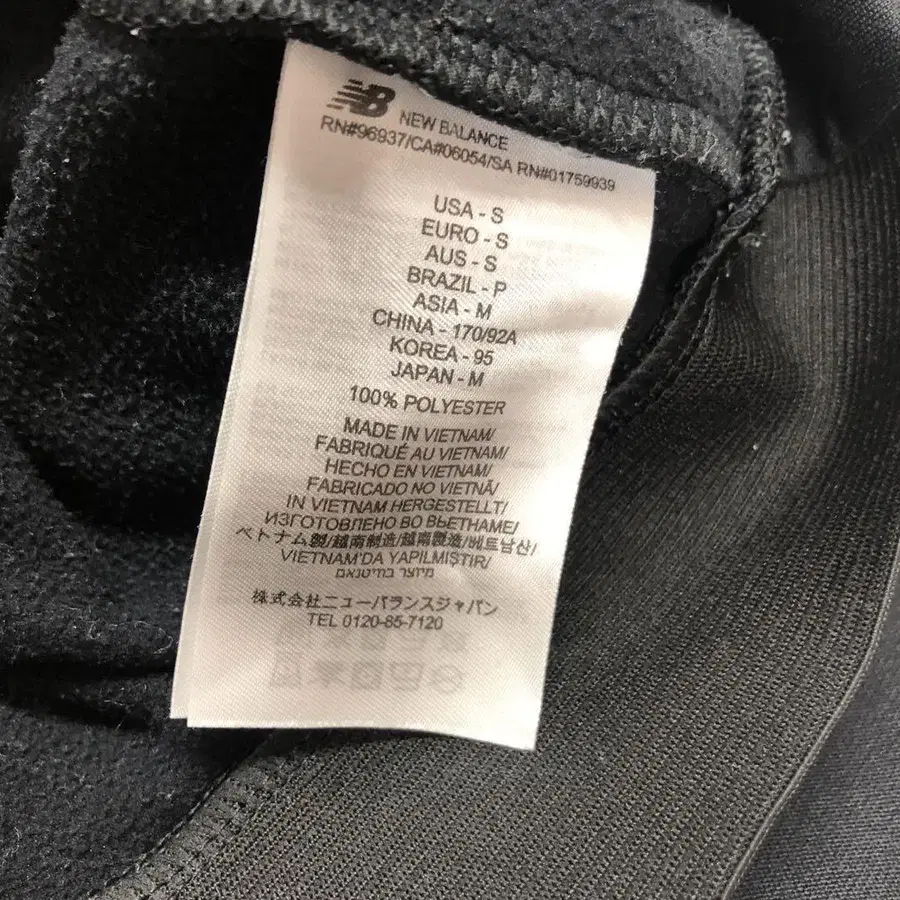 NB NEW BALANCE
RN#96937/CA#06054/SA RN#01759939
USA - S
EURO - S
AUS - S
BRAZIL - P
ASIA - M
CHINA - 170/92A
KOREA - 95
JAPAN - M
100% POLYESTER
MADE IN VIETNAM/
FABRIQUÉ AU VIETNAM/
HECHO EN VIETNAM/
FABRICADO NO VIETNÃ/
IN VIETNAM HERGESTELLT/
ИЗГОТОВЛЕНО ВО ВЬЕТНАМЕ/
ベトナム製/越南制造/越南製造/베트남산/
VIETNAM'DA YAPILMIŞTIR/
מיוצר בוויטנאם
株式会社ニューバランスジャパン
TEL 0120-85-7120